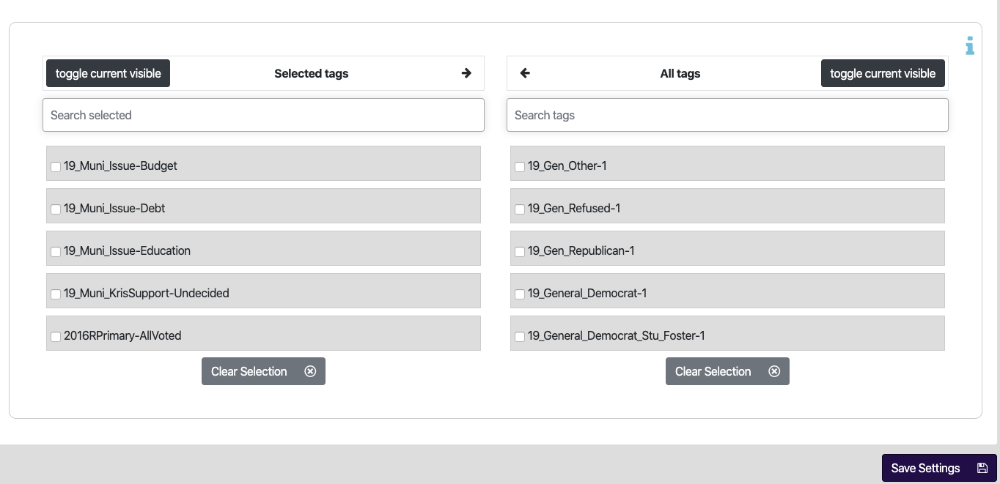 toggle current visible
Selected tags
Search selected
19_Muni_Issue-Budget
19_Muni_Issue-Debt
19_Muni_Issue-Education
19_Muni_KrisSupport-Undecided
2016RPrimary-AllVoted
Clear Selection
All tags
toggle current visible
Search tags
19_Gen_Other-1
19_Gen_Refused-1
19_Gen_Republican-1
19_General_Democrat-1
19_General_Democrat_Stu_Foster-1
Clear Selection
Save Settings